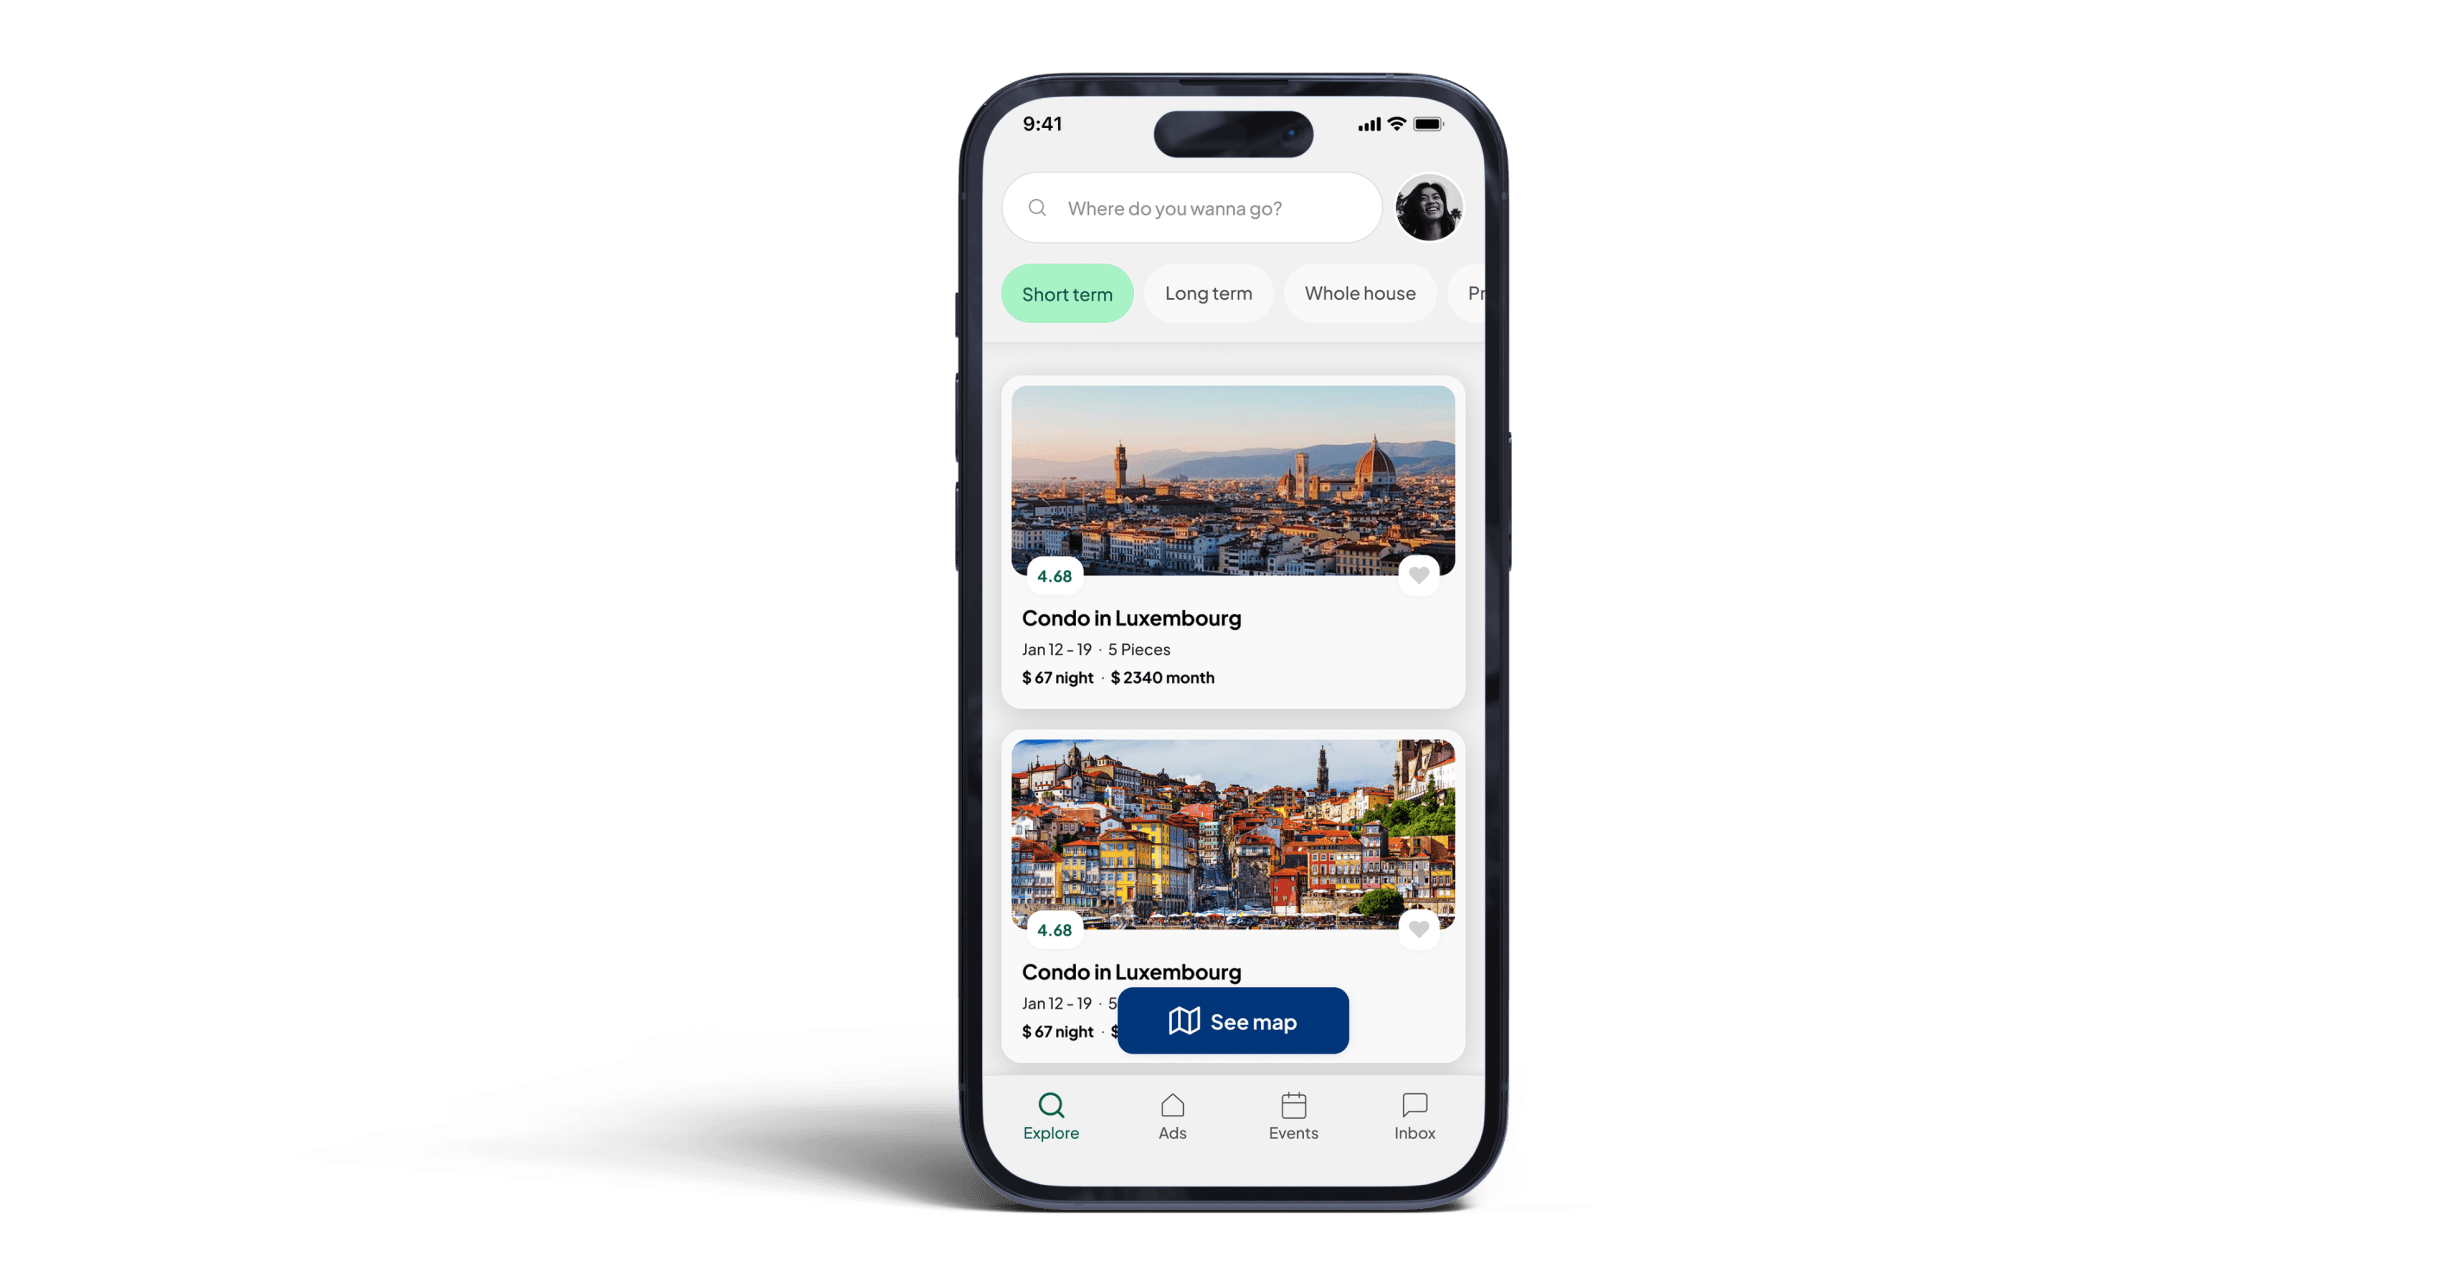 9:41
Where do you wanna go?
Short term
Long term
Whole house
Pr
4.68
Condo in Luxembourg
Jan 12 - 19 · 5 Pieces
$ 67 night · $ 2340 month
4.68
Condo in Luxembourg
Jan 12 - 19 · 5
$ 67 night · $
See map
Explore
Ads
Events
Inbox